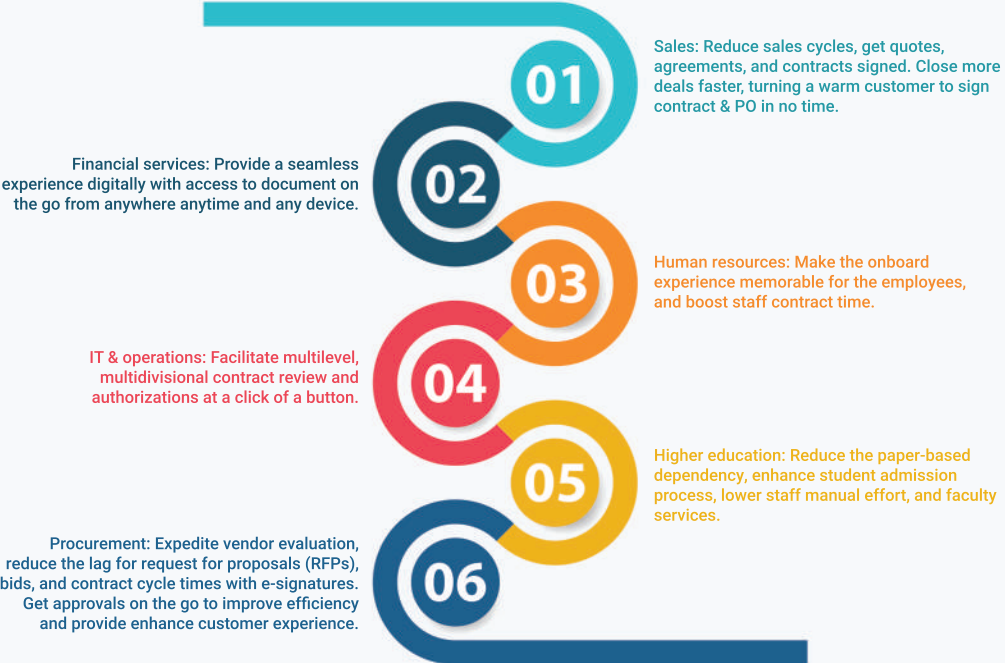 01
Sales: Reduce sales cycles, get quotes,
agreements, and contracts signed. Close more
deals faster, turning a warm customer to sign
contract & PO in no time.
02
Financial services: Provide a seamless
experience digitally with access to document on
the go from anywhere anytime and any device.
03
Human resources: Make the onboard
experience memorable for the employees,
and boost staff contract time.
04
IT & operations: Facilitate multilevel,
multidivisional contract review and
authorizations at a click of a button.
05
Higher education: Reduce the paper-based
dependency, enhance student admission
process, lower staff manual effort, and faculty
services.
06
Procurement: Expedite vendor evaluation,
reduce the lag for request for proposals (RFPs),
bids, and contract cycle times with e-signatures.
Get approvals on the go to improve efficiency
and provide enhance customer experience.